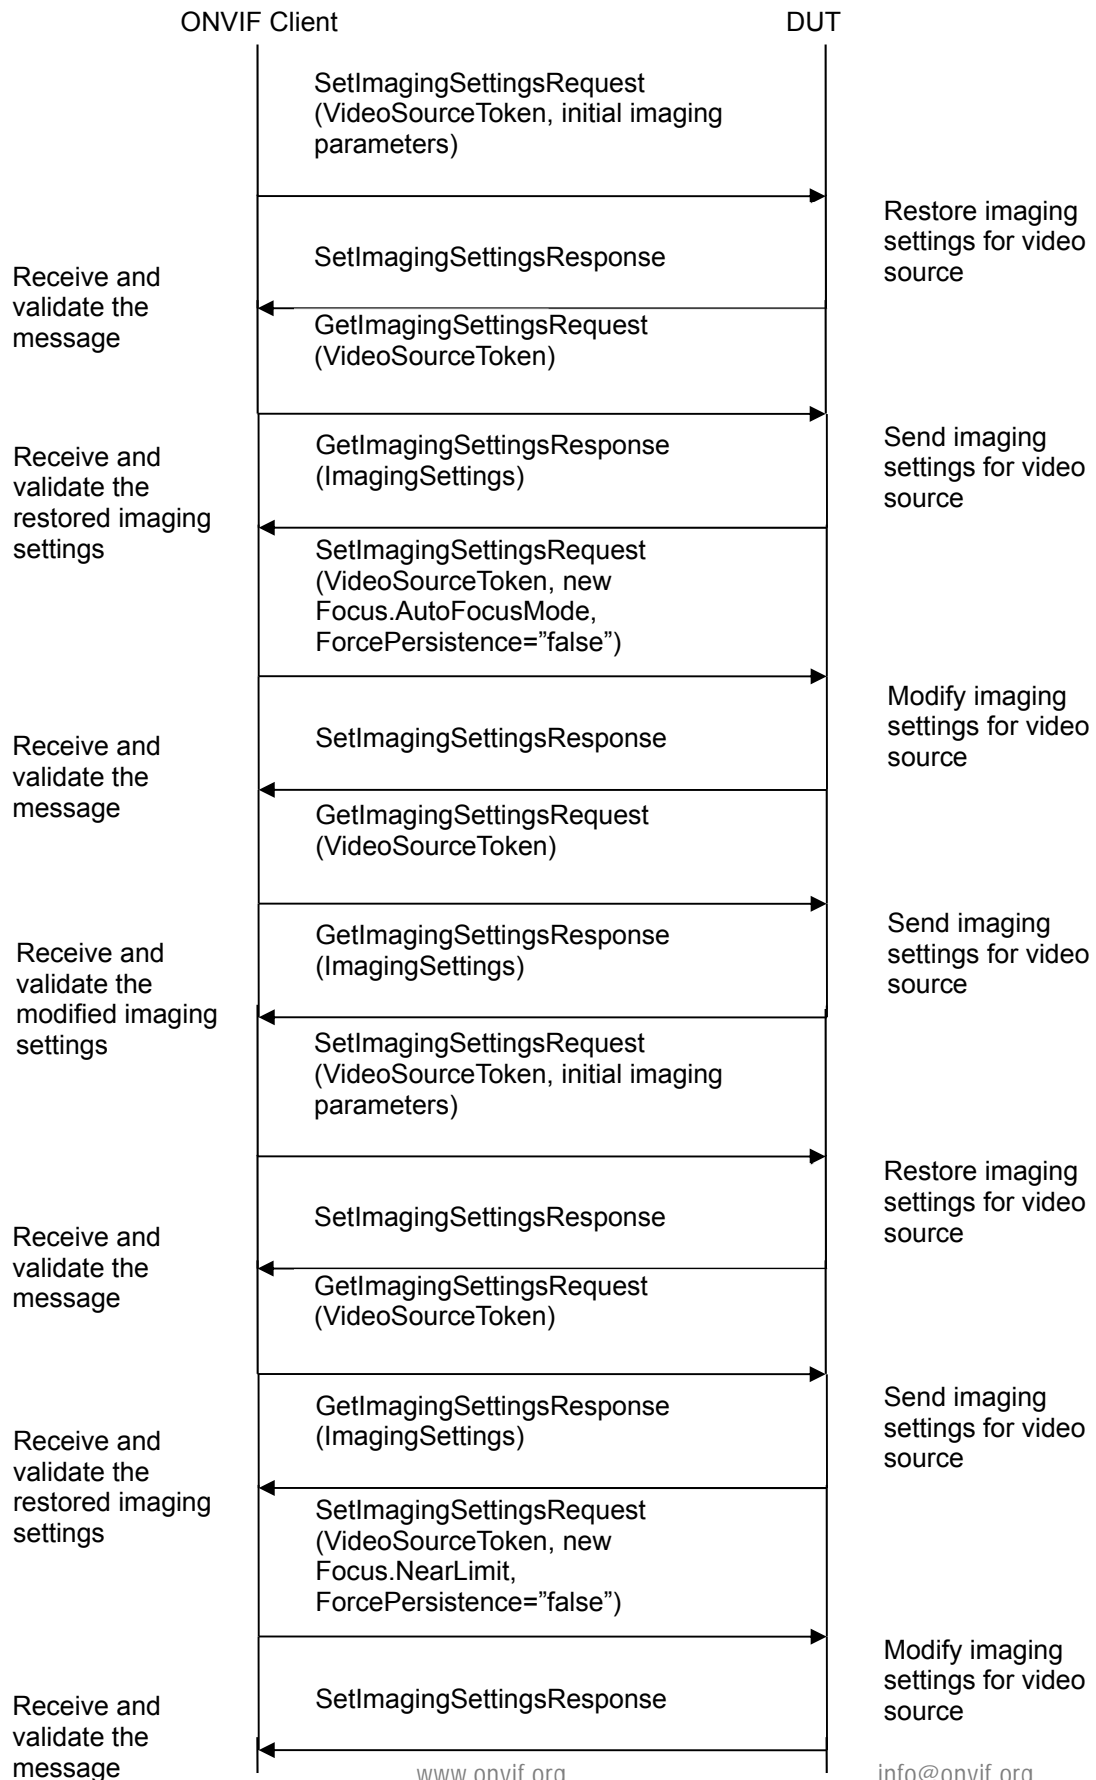 ONVIF Client
DUT
SetImagingSettingsRequest
(VideoSourceToken, initial imaging
parameters)
Restore imaging
settings for video
source
SetImagingSettingsResponse
Receive and
validate the
message
GetImagingSettingsRequest
(VideoSourceToken)
Send imaging
settings for video
source
GetImagingSettingsResponse
(ImagingSettings)
Receive and
validate the
restored imaging
settings
SetImagingSettingsRequest
(VideoSourceToken, new
Focus.AutoFocusMode,
ForcePersistence=”false”)
Modify imaging
settings for video
source
SetImagingSettingsResponse
Receive and
validate the
message
GetImagingSettingsRequest
(VideoSourceToken)
Send imaging
settings for video
source
GetImagingSettingsResponse
(ImagingSettings)
Receive and
validate the
modified imaging
settings
SetImagingSettingsRequest
(VideoSourceToken, initial imaging
parameters)
Restore imaging
settings for video
source
SetImagingSettingsResponse
Receive and
validate the
message
GetImagingSettingsRequest
(VideoSourceToken)
Send imaging
settings for video
source
GetImagingSettingsResponse
(ImagingSettings)
Receive and
validate the
restored imaging
settings
SetImagingSettingsRequest
(VideoSourceToken, new
Focus.NearLimit,
ForcePersistence=”false”)
Modify imaging
settings for video
source
SetImagingSettingsResponse
Receive and
validate the
message
www.onvif.org
info@onvif.org